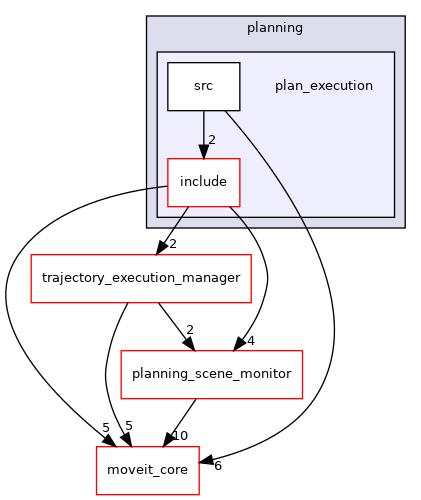 planning
src
plan_execution
2
include
2
trajectory_execution_manager
2
4
planning_scene_monitor
5
5
10
6
moveit_core